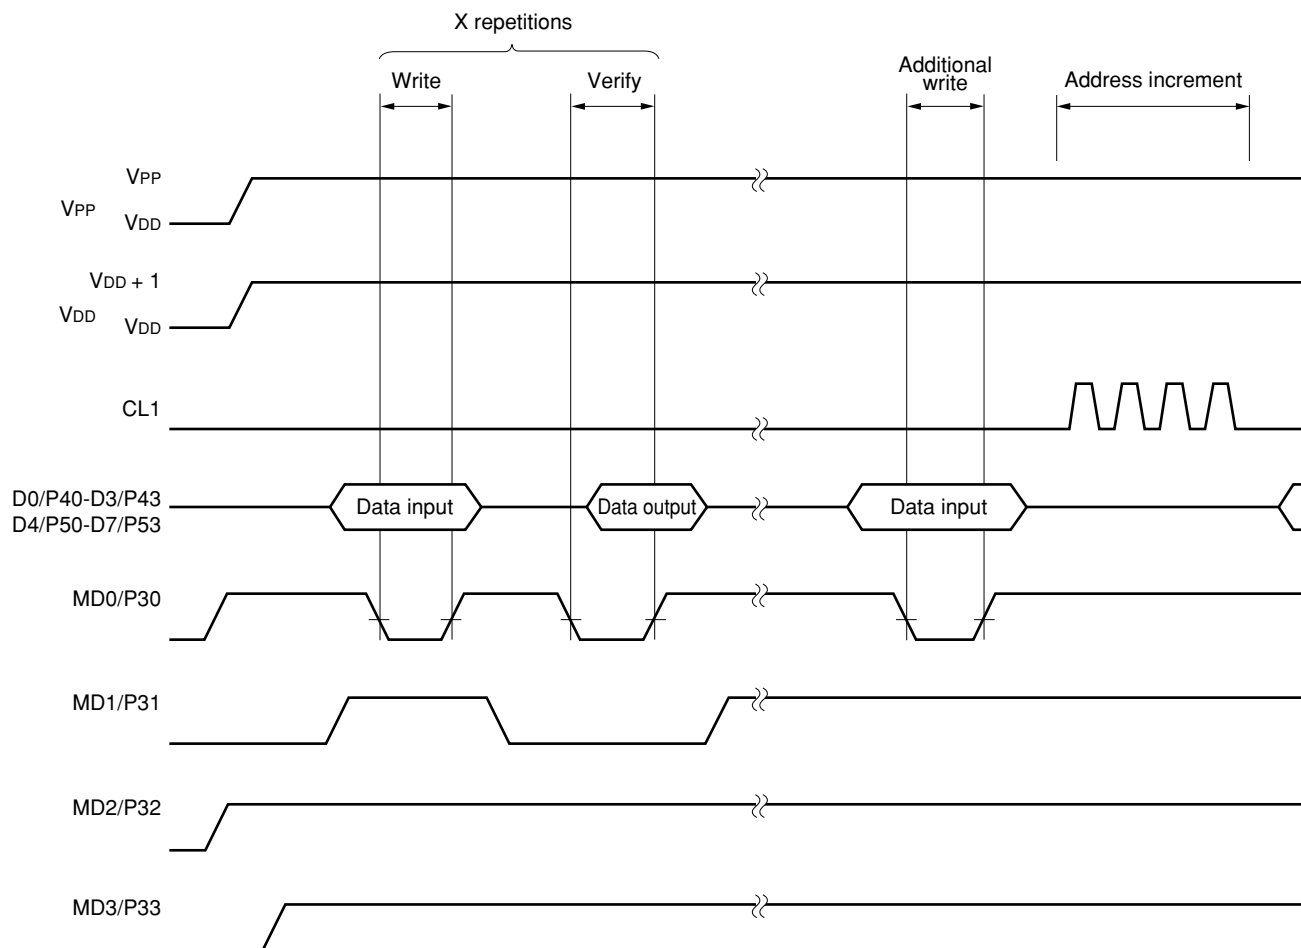 X repetitions
Write
Verify
Additional
write
Address increment
VPP
VPP
VDD
VDD + 1
VDD
VDD
CL1
D0/P40-D3/P43
D4/P50-D7/P53
Data input
Data output
Data input
MD0/P30
MD1/P31
MD2/P32
MD3/P33